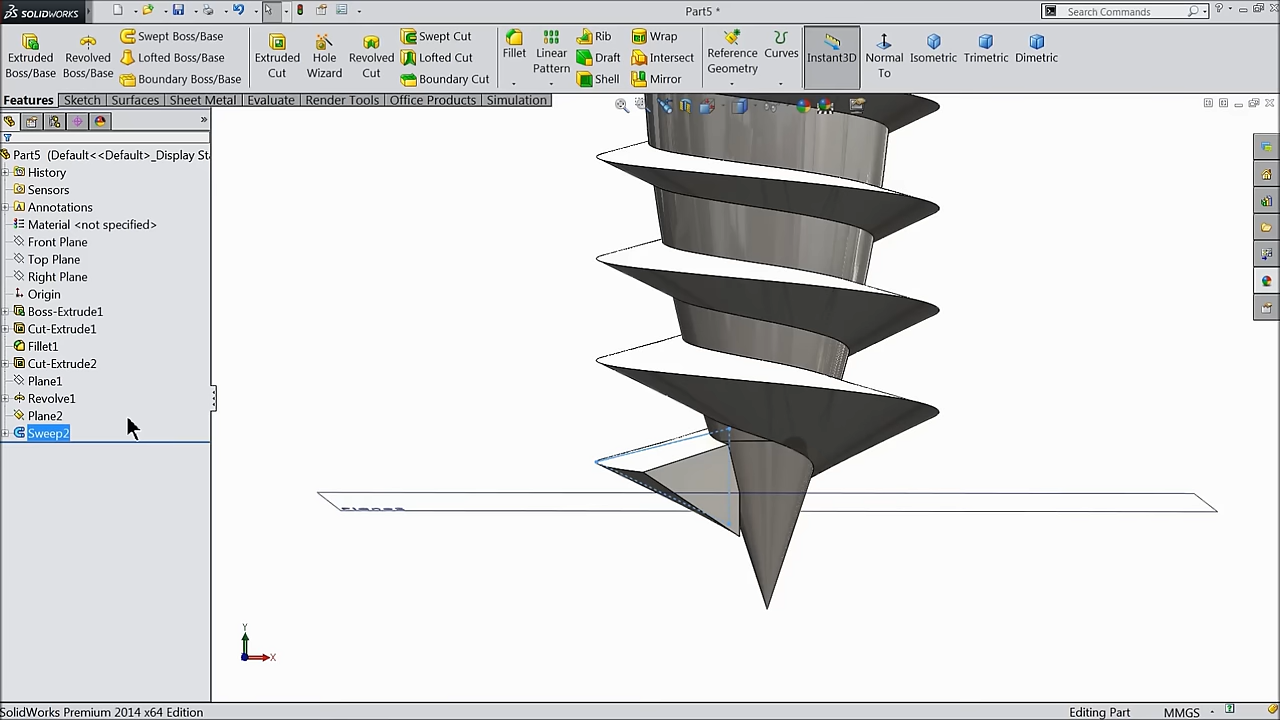 SOLIDWORKS
Part5 *
Search Commands
Extruded Boss/Base
Revolved Boss/Base
Swept Boss/Base
Lofted Boss/Base
Boundary Boss/Base
Extruded Cut
Hole Wizard
Revolved Cut
Swept Cut
Lofted Cut
Boundary Cut
Fillet
Linear Pattern
Rib
Draft
Shell
Wrap
Intersect
Mirror
Reference Geometry
Curves
Instant3D
Normal To
Isometric
Trimetric
Dimetric
Features
Sketch
Surfaces
Sheet Metal
Evaluate
Render Tools
Office Products
Simulation
Part5 (Default<<Default>_Display Sta
History
Sensors
Annotations
Material <not specified>
Front Plane
Top Plane
Right Plane
Origin
Boss-Extrude1
Cut-Extrude1
Fillet1
Cut-Extrude2
Plane1
Revolve1
Plane2
Sweep2
Y
X
SolidWorks Premium 2014 x64 Edition
Editing Part
MMGS